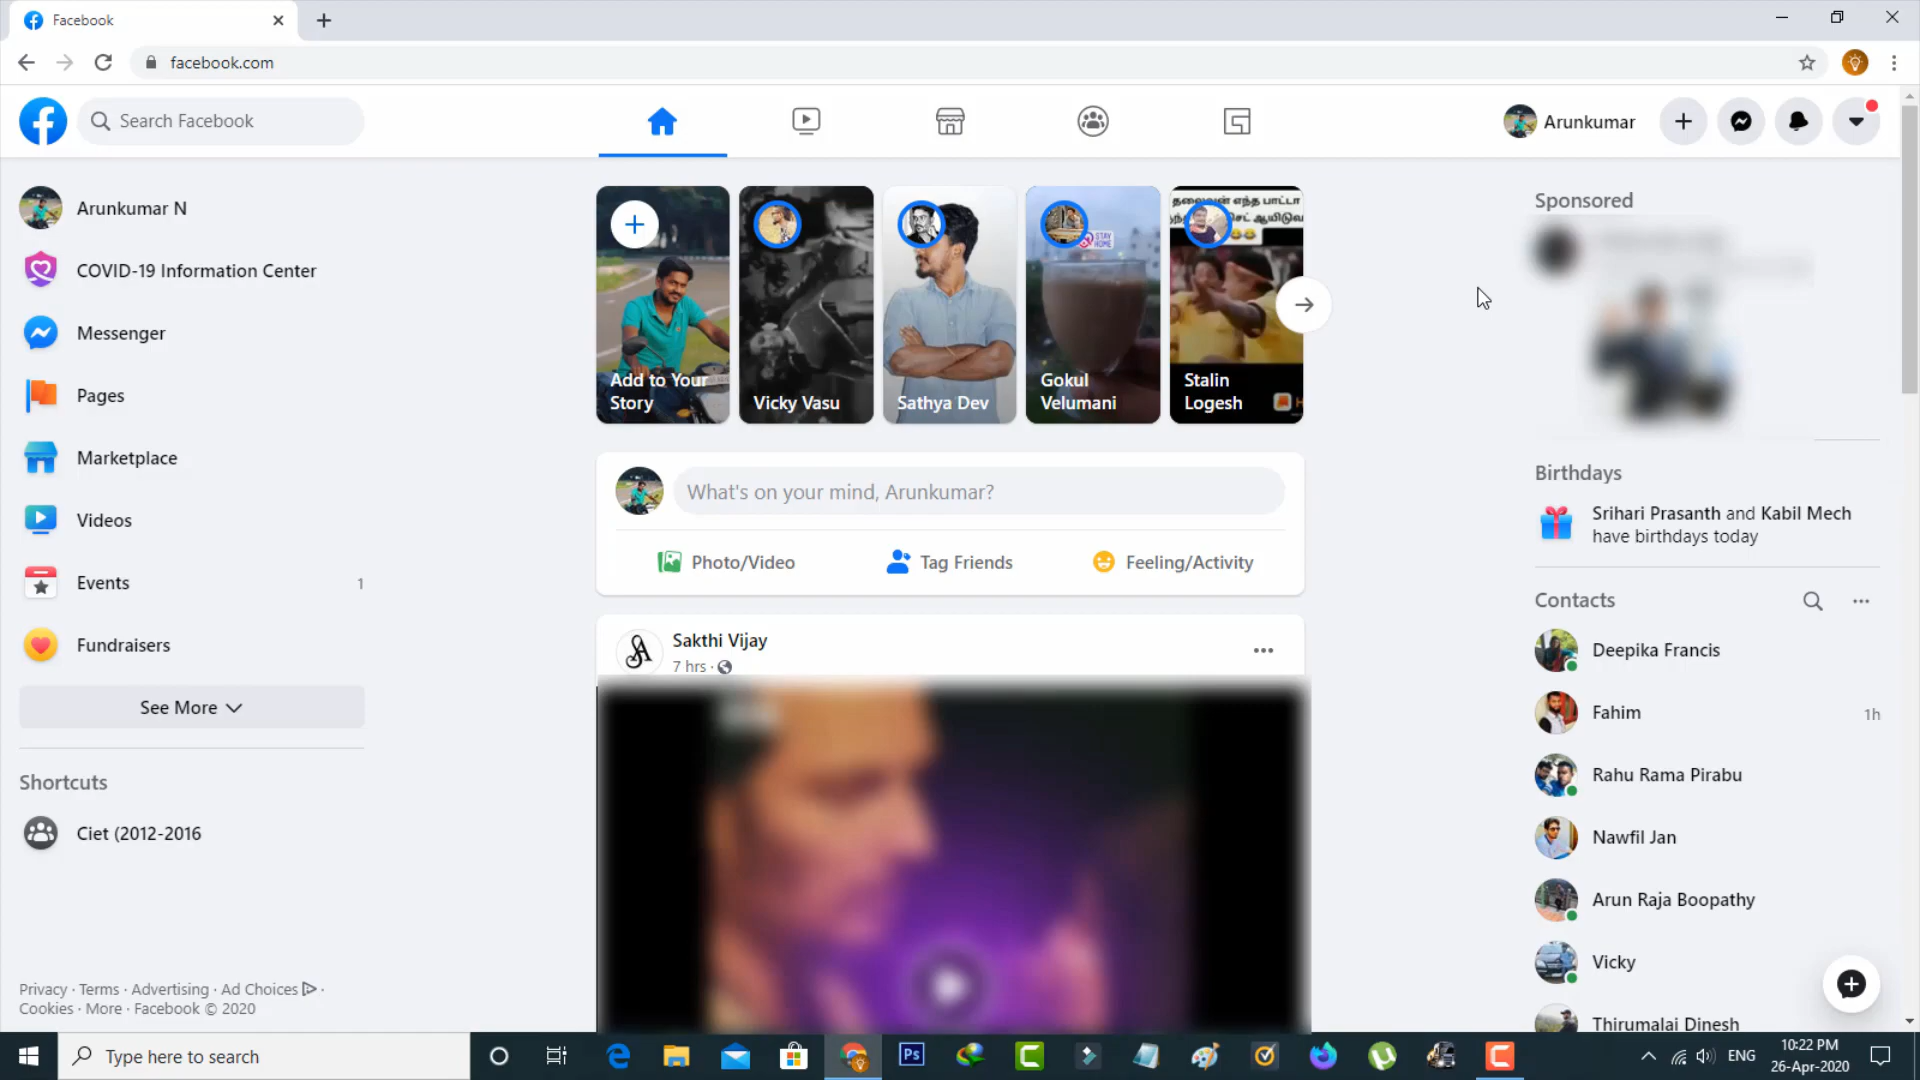 Facebook
facebook.com
Search Facebook
Arunkumar
Arunkumar N
COVID-19 Information Center
Messenger
Pages
Marketplace
Videos
Events 1
Fundraisers
See More
Shortcuts
Ciet (2012-2016
Privacy · Terms · Advertising · Ad Choices ·
Cookies · More · Facebook © 2020
Add to Your
Story
Vicky Vasu
Sathya Dev
STAY
HOME
Gokul
Velumani
எந்த பாட்டா
செட்
Stalin
Logesh
What's on your mind, Arunkumar?
Photo/Video
Tag Friends
Feeling/Activity
Sakthi Vijay
7 hrs ·
Sponsored
Birthdays
Srihari Prasanth and Kabil Mech
have birthdays today
Contacts
Deepika Francis
Fahim 1h
Rahu Rama Pirabu
Nawfil Jan
Arun Raja Boopathy
Vicky
Thirumalai Dinesh
Type here to search
Ps
ENG
10:22 PM
26-Apr-2020